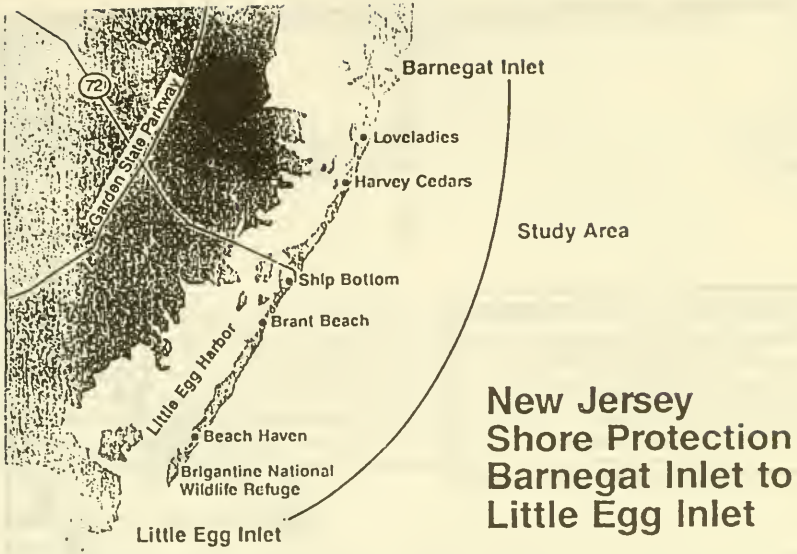 Barnegat Inlet
72
Garden State Parkway
Loveladies
Harvey Cedars
Study Area
Ship Bottom
Brant Beach
Little Egg Harbor
Beach Haven
Brigantine National
Wildlife Refuge
Little Egg Inlet
New Jersey
Shore Protection
Barnegat Inlet to
Little Egg Inlet